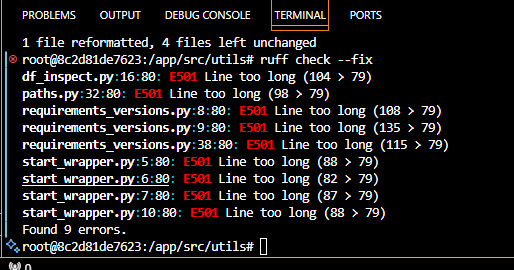 PROBLEMS OUTPUT DEBUG CONSOLE TERMINAL PORTS
1 file reformatted, 4 files left unchanged
root@8c2d81de7623:/app/src/utils# ruff check --fix
df_inspect.py:16:80: E501 Line too long (104 > 79)
paths.py:32:80: E501 Line too long (98 > 79)
requirements_versions.py:8:80: E501 Line too long (108 > 79)
requirements_versions.py:9:80: E501 Line too long (135 > 79)
requirements_versions.py:38:80: E501 Line too long (115 > 79)
start_wrapper.py:5:80: E501 Line too long (88 > 79)
start_wrapper.py:6:80: E501 Line too long (82 > 79)
start_wrapper.py:7:80: E501 Line too long (87 > 79)
start_wrapper.py:10:80: E501 Line too long (88 > 79)
Found 9 errors.
root@8c2d81de7623:/app/src/utils#
0